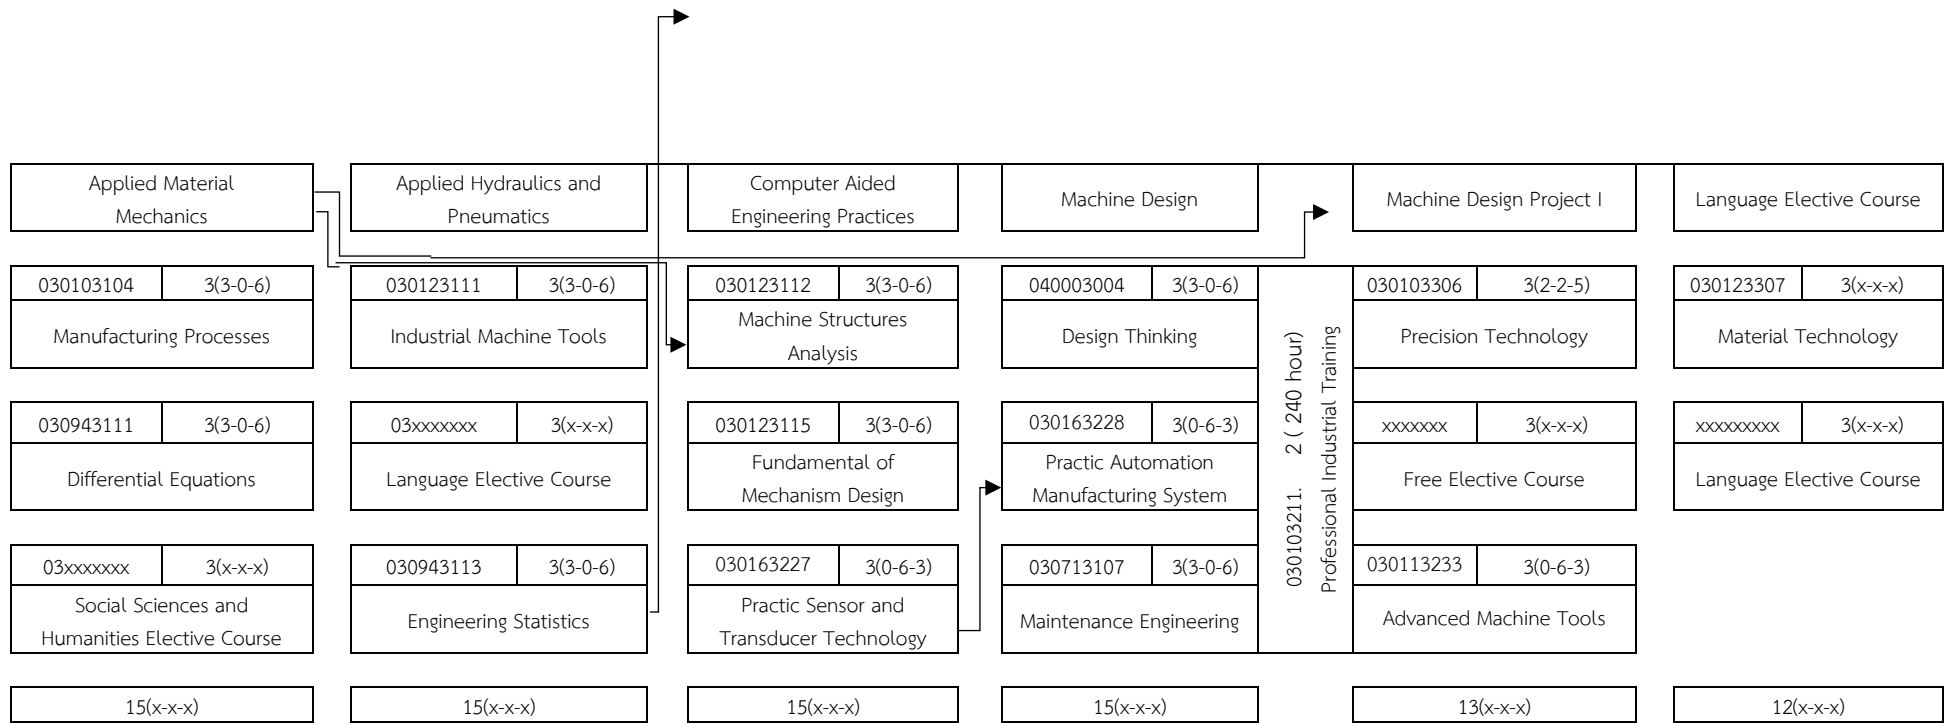 Applied Material
Mechanics
Applied Hydraulics and
Pneumatics
Computer Aided
Engineering Practices
Machine Design
Machine Design Project I
Language Elective Course
030103104 3(3-0-6)
Manufacturing Processes
030123111 3(3-0-6)
Industrial Machine Tools
030123112 3(3-0-6)
Machine Structures
Analysis
040003004 3(3-0-6)
Design Thinking
030103211. 2 ( 240 hour)
Professional Industrial Training
030103306 3(2-2-5)
Precision Technology
030123307 3(x-x-x)
Material Technology
030943111 3(3-0-6)
Differential Equations
03xxxxxxx 3(x-x-x)
Language Elective Course
030123115 3(3-0-6)
Fundamental of
Mechanism Design
030163228 3(0-6-3)
Practic Automation
Manufacturing System
xxxxxxx 3(x-x-x)
Free Elective Course
xxxxxxxxx 3(x-x-x)
Language Elective Course
03xxxxxxx 3(x-x-x)
Social Sciences and
Humanities Elective Course
030943113 3(3-0-6)
Engineering Statistics
030163227 3(0-6-3)
Practic Sensor and
Transducer Technology
030713107 3(3-0-6)
Maintenance Engineering
030113233 3(0-6-3)
Advanced Machine Tools
15(x-x-x)
15(x-x-x)
15(x-x-x)
15(x-x-x)
13(x-x-x)
12(x-x-x)